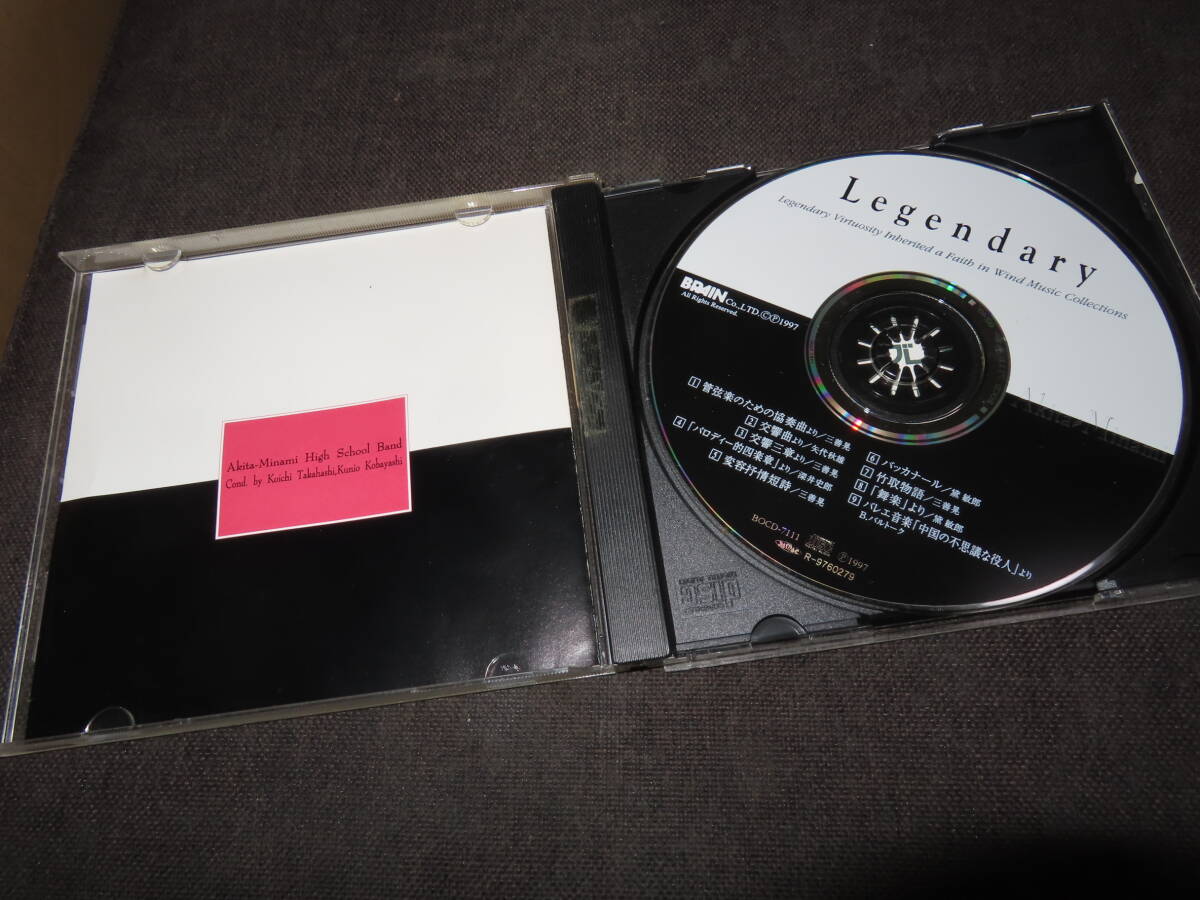 Akita-Minami High School Band
Cond. by Koichi Takahashi,Kunio Kobayashi
Legendary
Legendary Virtuosity Inherited a Faith in Wind Music Collections
BRAIN Co.,LTD.ⒸⓅ1997
All Rights Reserved.
1 管弦楽のための協奏曲より/三善晃
2 交響曲より/矢代秋雄
3 交響三章より/三善晃
4 「パロディー的四楽章」より/深井史郎
5 変容抒情短詩/三善晃
6 バッカナール/黛 敏郎
7 竹取物語/三善晃
8 「舞楽」より/黛 敏郎
9 バレエ音楽「中国の不思議な役人」より
B.バルトーク
BOCD-7111
Ⓟ1997
R-9760279